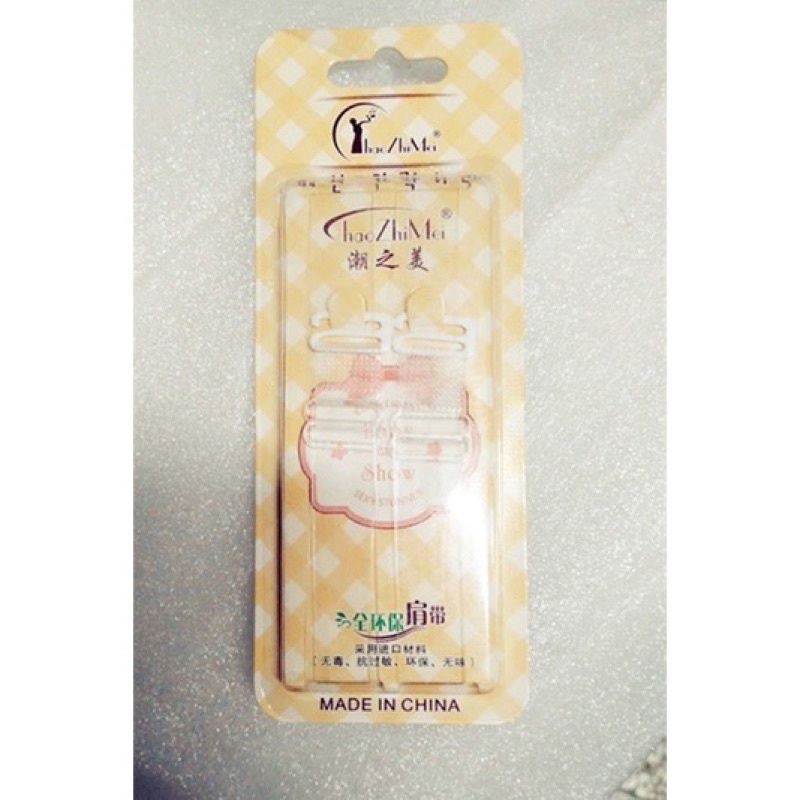 ChaoZhiMei®
ChaoZhiMei®
潮之美
Show
全环保肩带
采用进口材料
(无毒、抗过敏、环保、无味)
MADE IN CHINA